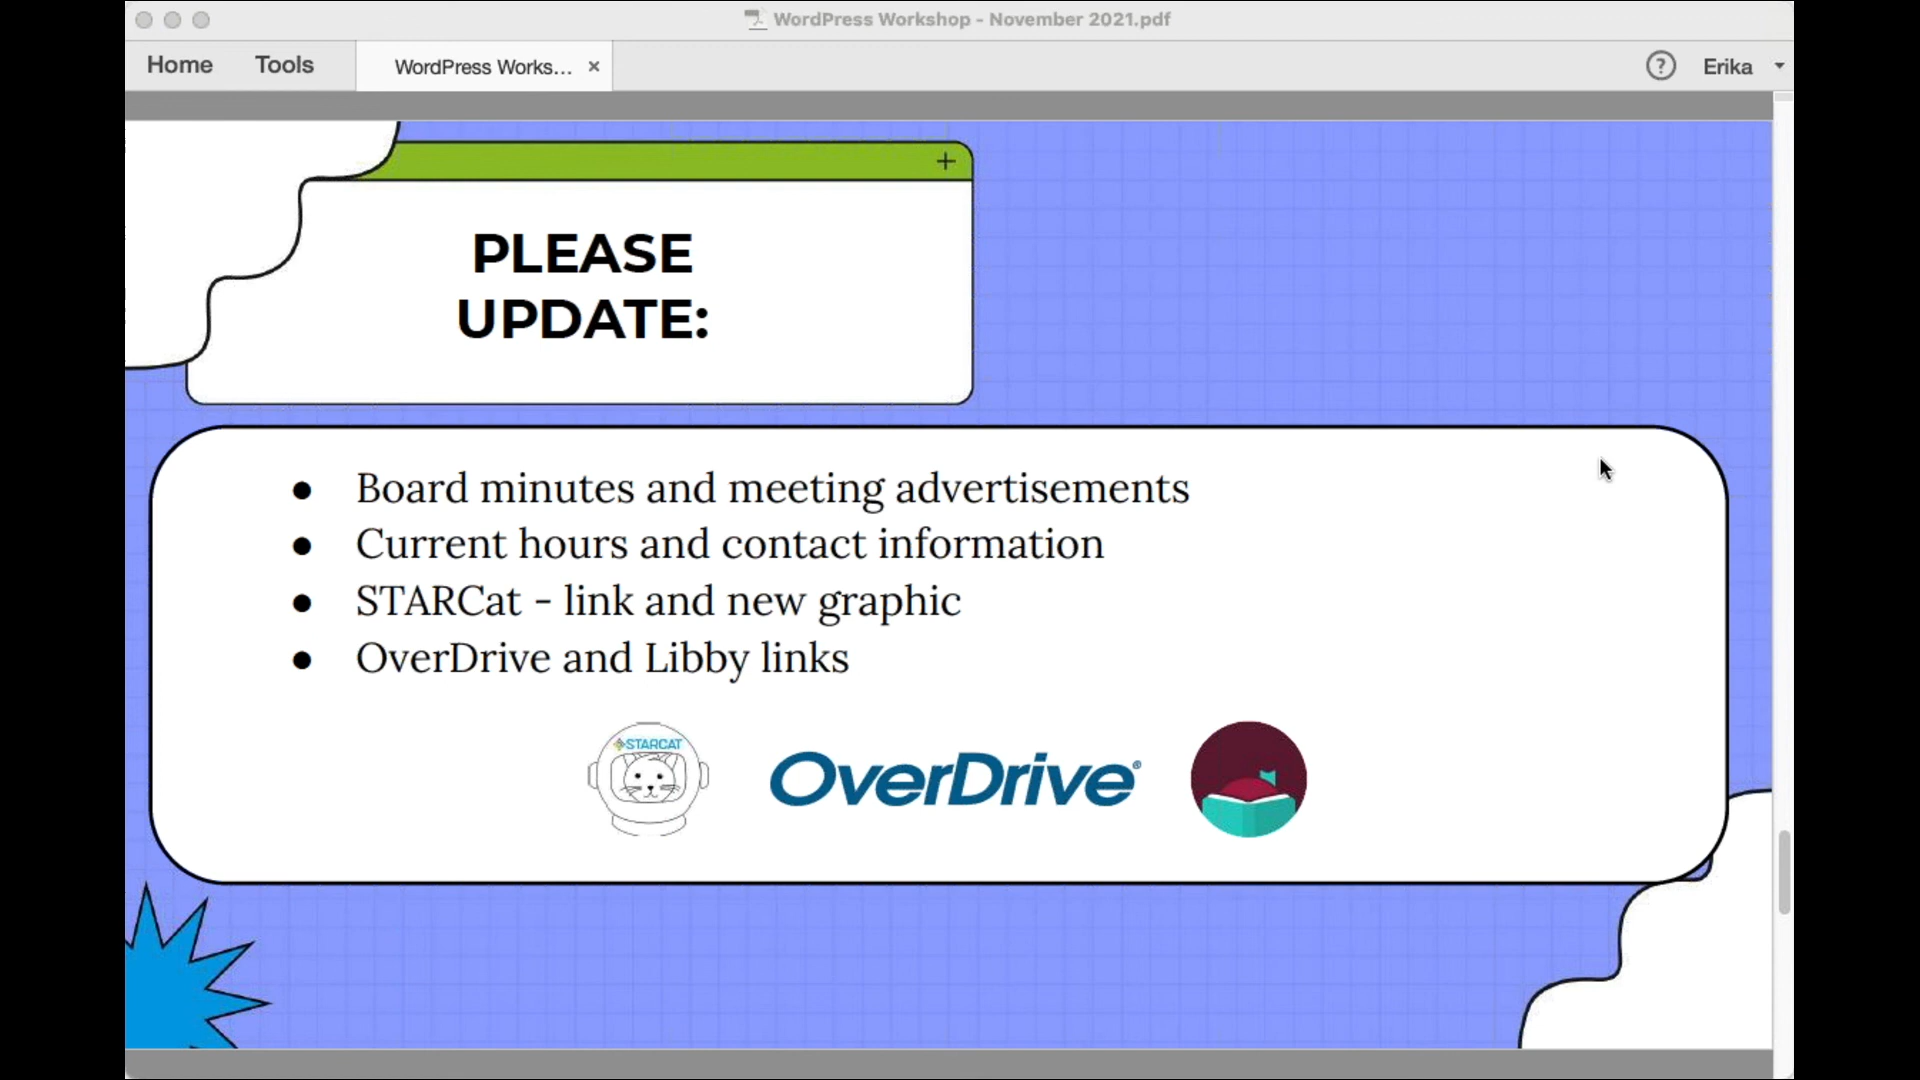 WordPress Workshop - November 2021.pdf
Home Tools WordPress Works... × ? Erika
+
PLEASE
UPDATE:
● Board minutes and meeting advertisements
● Current hours and contact information
● STARCat - link and new graphic
● OverDrive and Libby links
STARCAT
OverDrive®